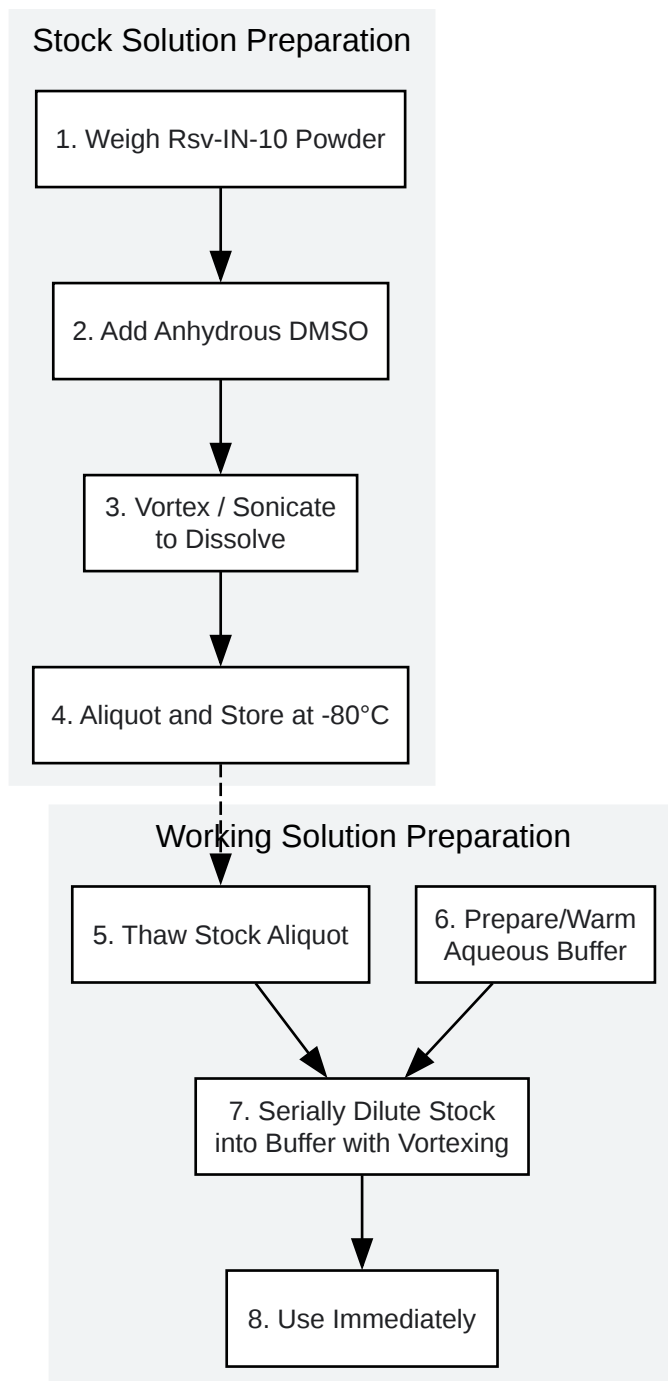 Stock Solution Preparation
1. Weigh Rsv-IN-10 Powder
2. Add Anhydrous DMSO
3. Vortex / Sonicate
to Dissolve
4. Aliquot and Store at -80°C
Working Solution Preparation
5. Thaw Stock Aliquot
6. Prepare/Warm
Aqueous Buffer
7. Serially Dilute Stock
into Buffer with Vortexing
8. Use Immediately